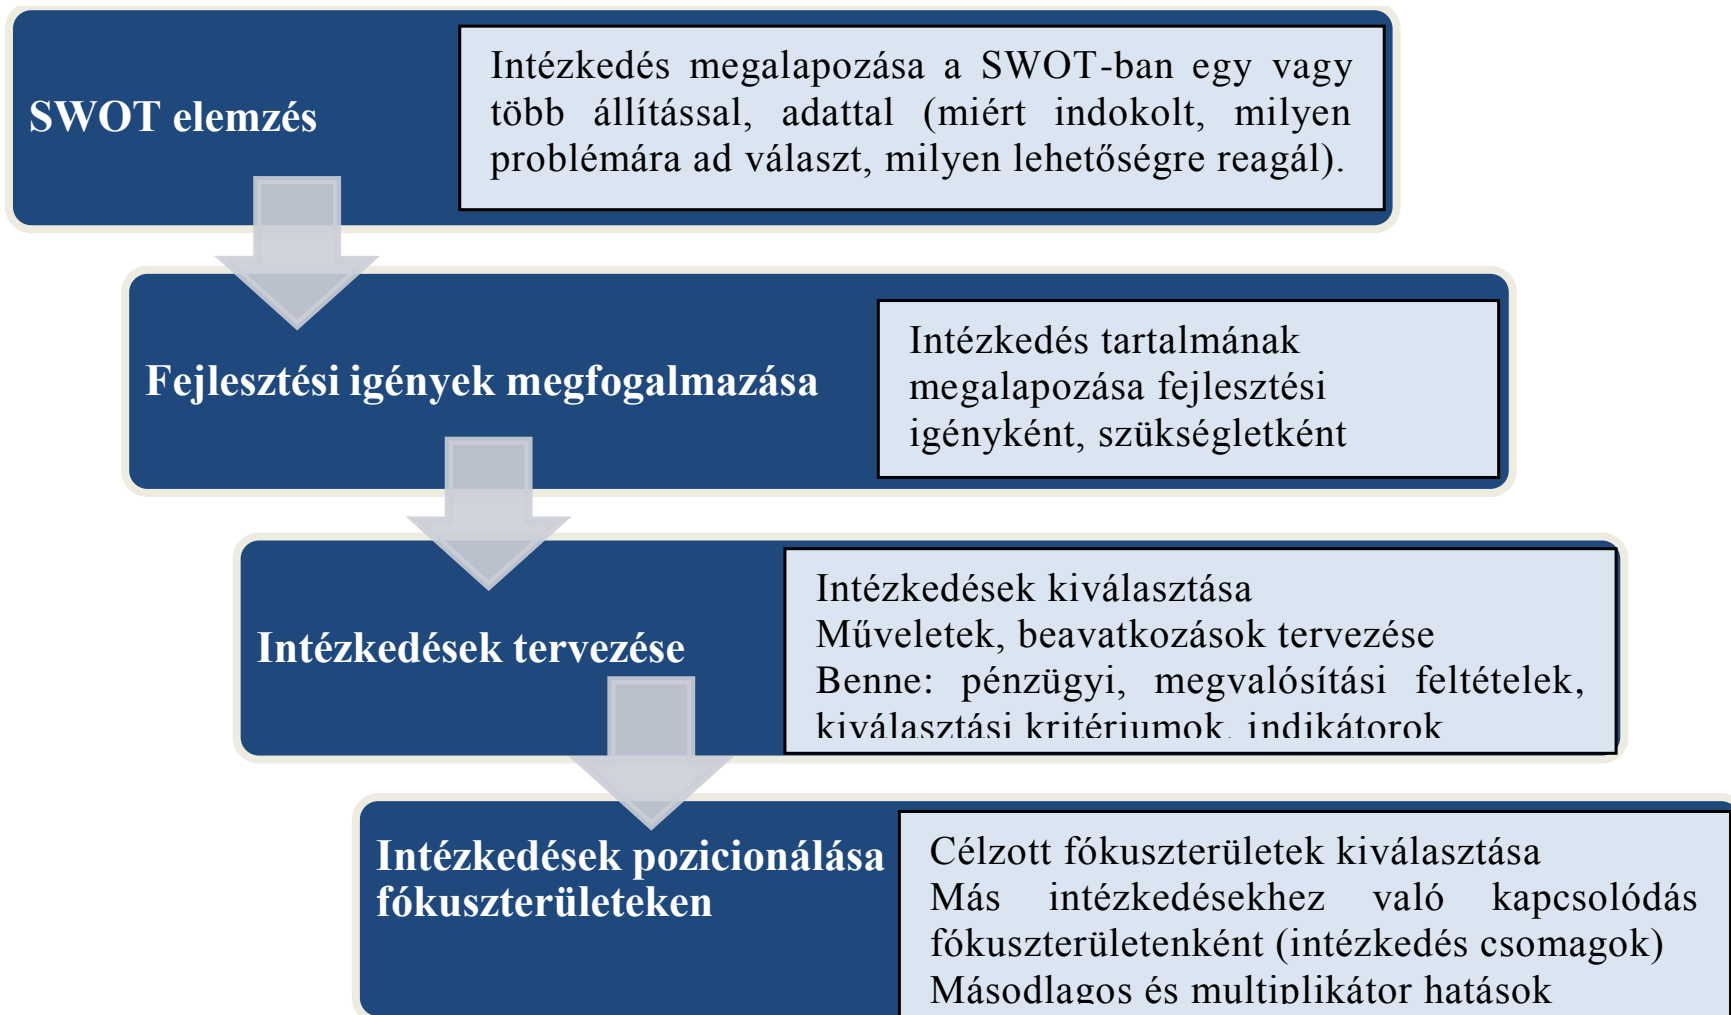 SWOT elemzés
Intézkedés megalapozása a SWOT-ban egy vagy
több állítással, adattal (miért indokolt, milyen
problémára ad választ, milyen lehetőségre reagál).
Fejlesztési igények megfogalmazása
Intézkedés tartalmának
megalapozása fejlesztési
igényként, szükségletként
Intézkedések tervezése
Intézkedések kiválasztása
Műveletek, beavatkozások tervezése
Benne: pénzügyi, megvalósítási feltételek,
kiválasztási kritériumok, indikátorok
Intézkedések pozicionálása
fókuszterületeken
Célzott fókuszterületek kiválasztása
Más intézkedésekhez való kapcsolódás
fókuszterületenként (intézkedés csomagok)
Másodlagos és multiplikátor hatások